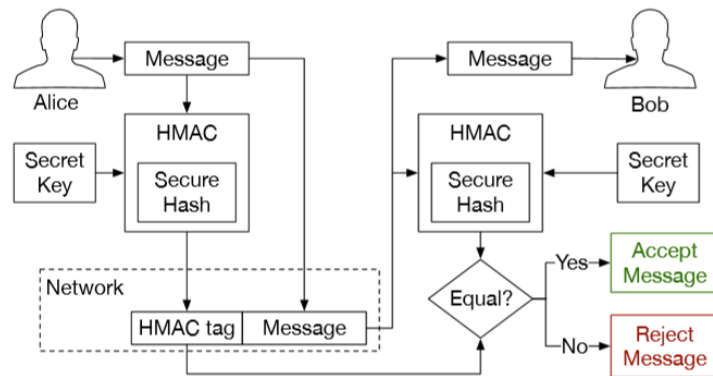 Message
Message
Alice
Bob
HMAC
HMAC
Secret
Key
Secure
Hash
Secure
Hash
Secret
Key
Network
Equal?
Yes
Accept
Message
HMAC tag
Message
No
Reject
Message